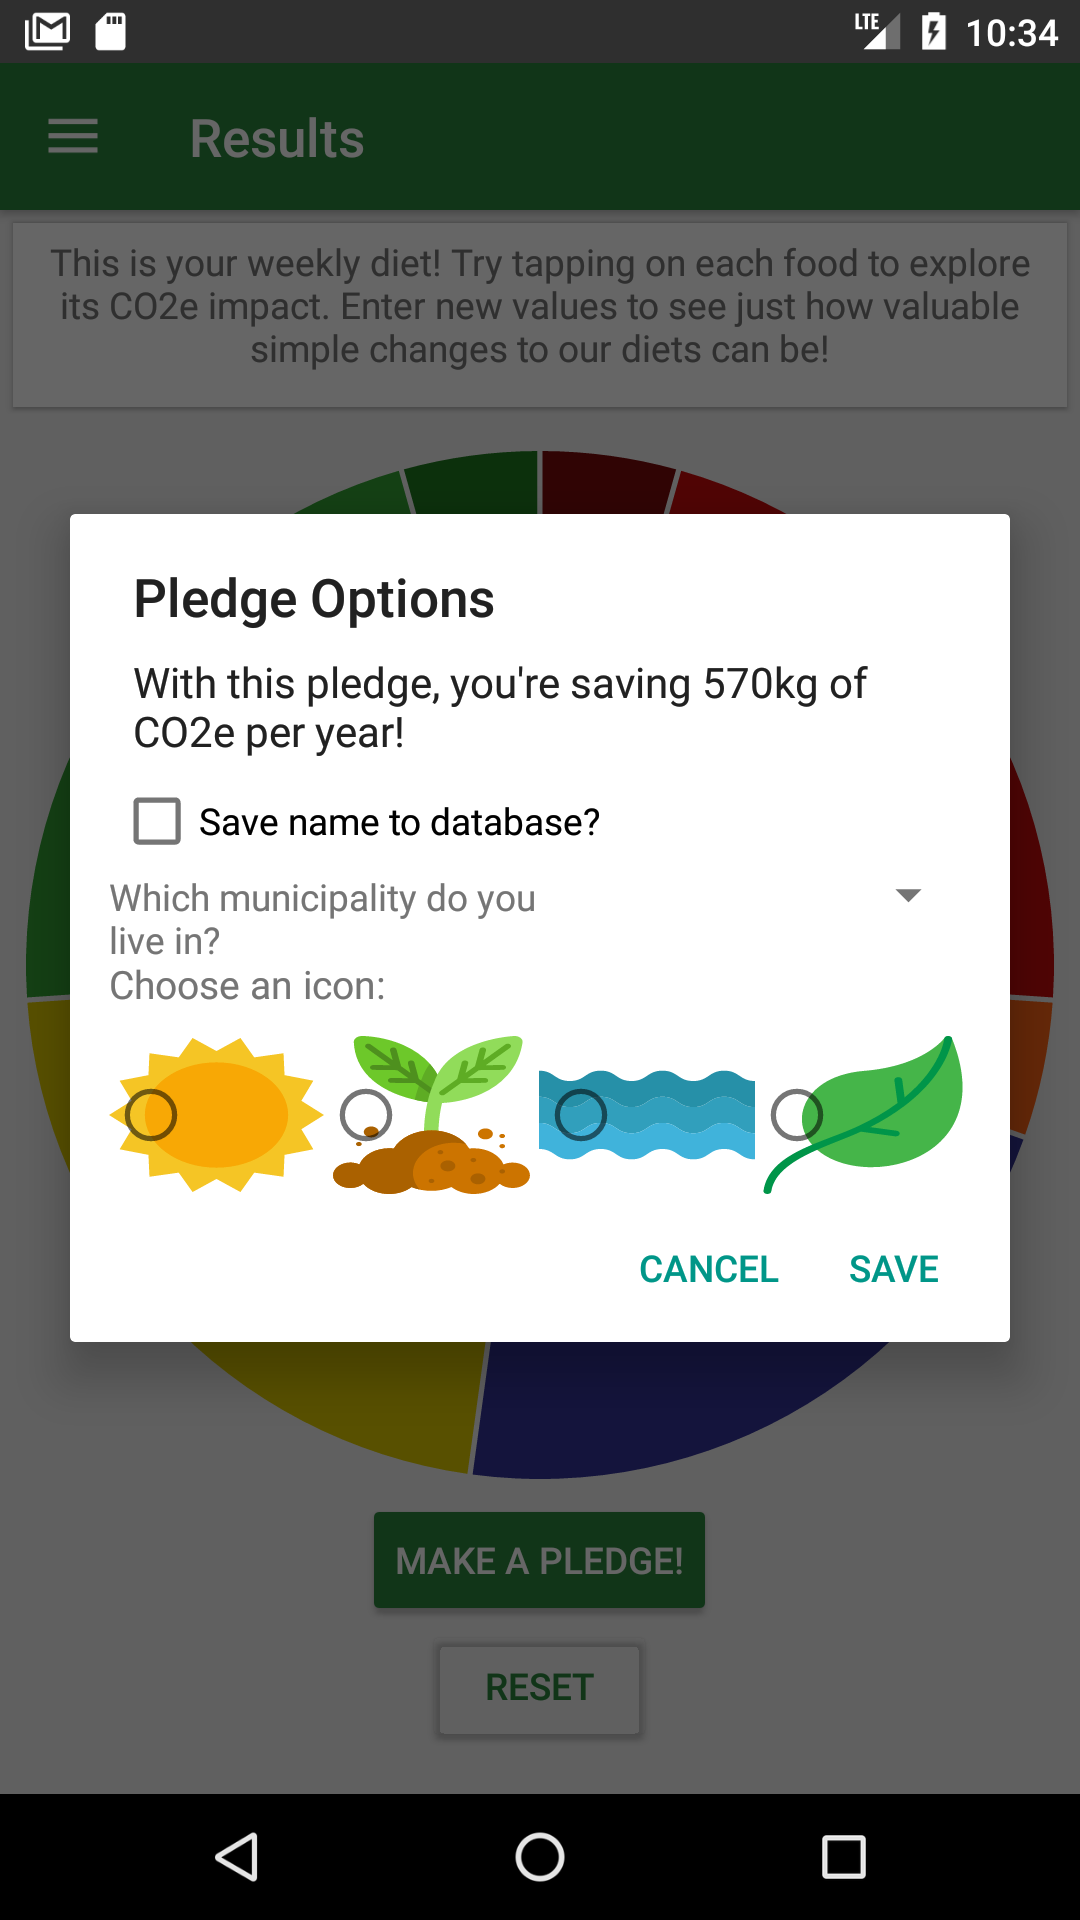 LTE 10:34
Results
This is your weekly diet! Try tapping on each food to explore
its CO2e impact. Enter new values to see just how valuable
simple changes to our diets can be!
Pledge Options
With this pledge, you're saving 570kg of
CO2e per year!
Save name to database?
Which municipality do you
live in?
Choose an icon:
CANCEL SAVE
MAKE A PLEDGE!
RESET